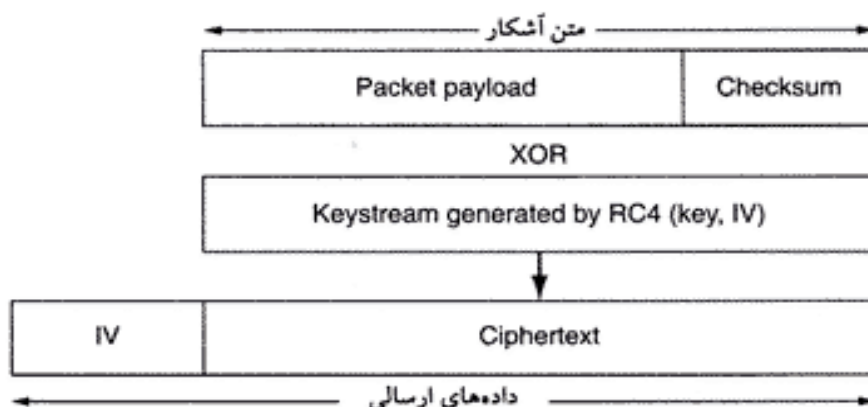 متن آشکار
Packet payload Checksum
XOR
Keystream generated by RC4 (key, IV)
IV Ciphertext
داده‌های ارسالی